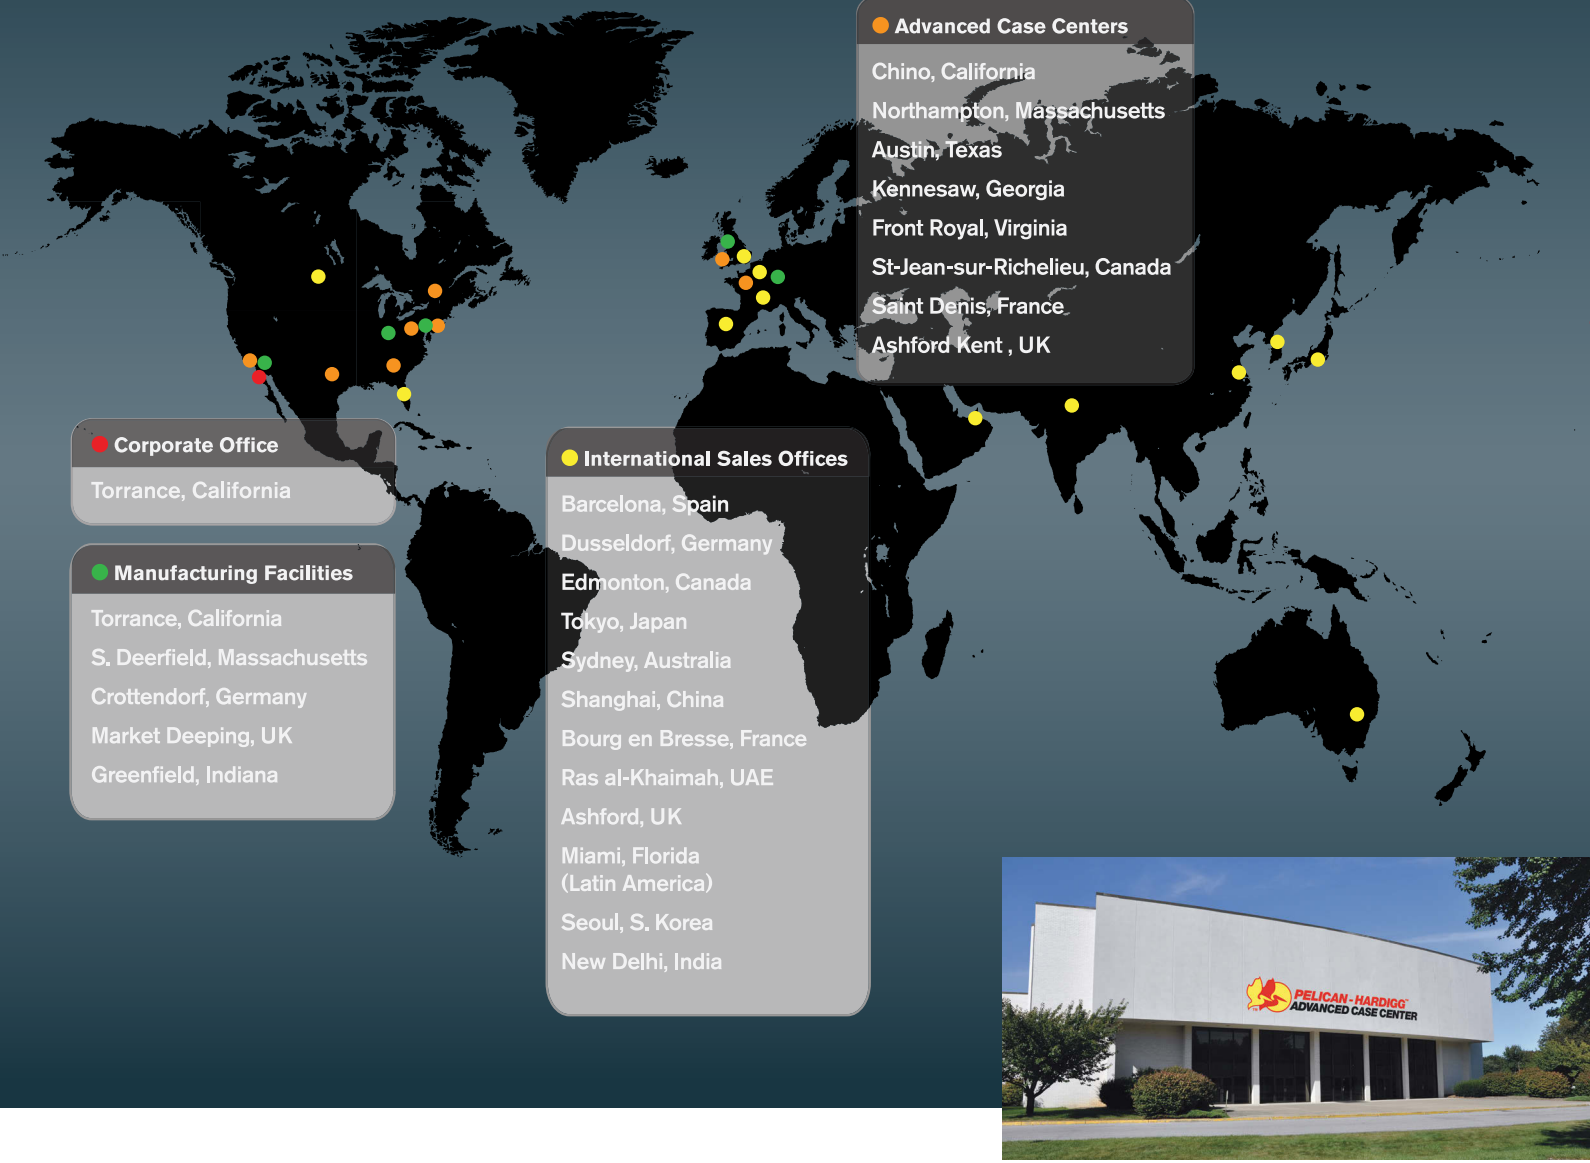 Advanced Case Centers
Chino, California
Northampton, Massachusetts
Austin, Texas
Kennesaw, Georgia
Front Royal, Virginia
St-Jean-sur-Richelieu, Canada
Saint Denis, France
Ashford Kent , UK
Corporate Office
Torrance, California
Manufacturing Facilities
Torrance, California
S. Deerfield, Massachusetts
Crottendorf, Germany
Market Deeping, UK
Greenfield, Indiana
International Sales Offices
Barcelona, Spain
Dusseldorf, Germany
Edmonton, Canada
Tokyo, Japan
Sydney, Australia
Shanghai, China
Bourg en Bresse, France
Ras al-Khaimah, UAE
Ashford, UK
Miami, Florida
(Latin America)
Seoul, S. Korea
New Delhi, India
PELICAN-HARDIGG™
ADVANCED CASE CENTER